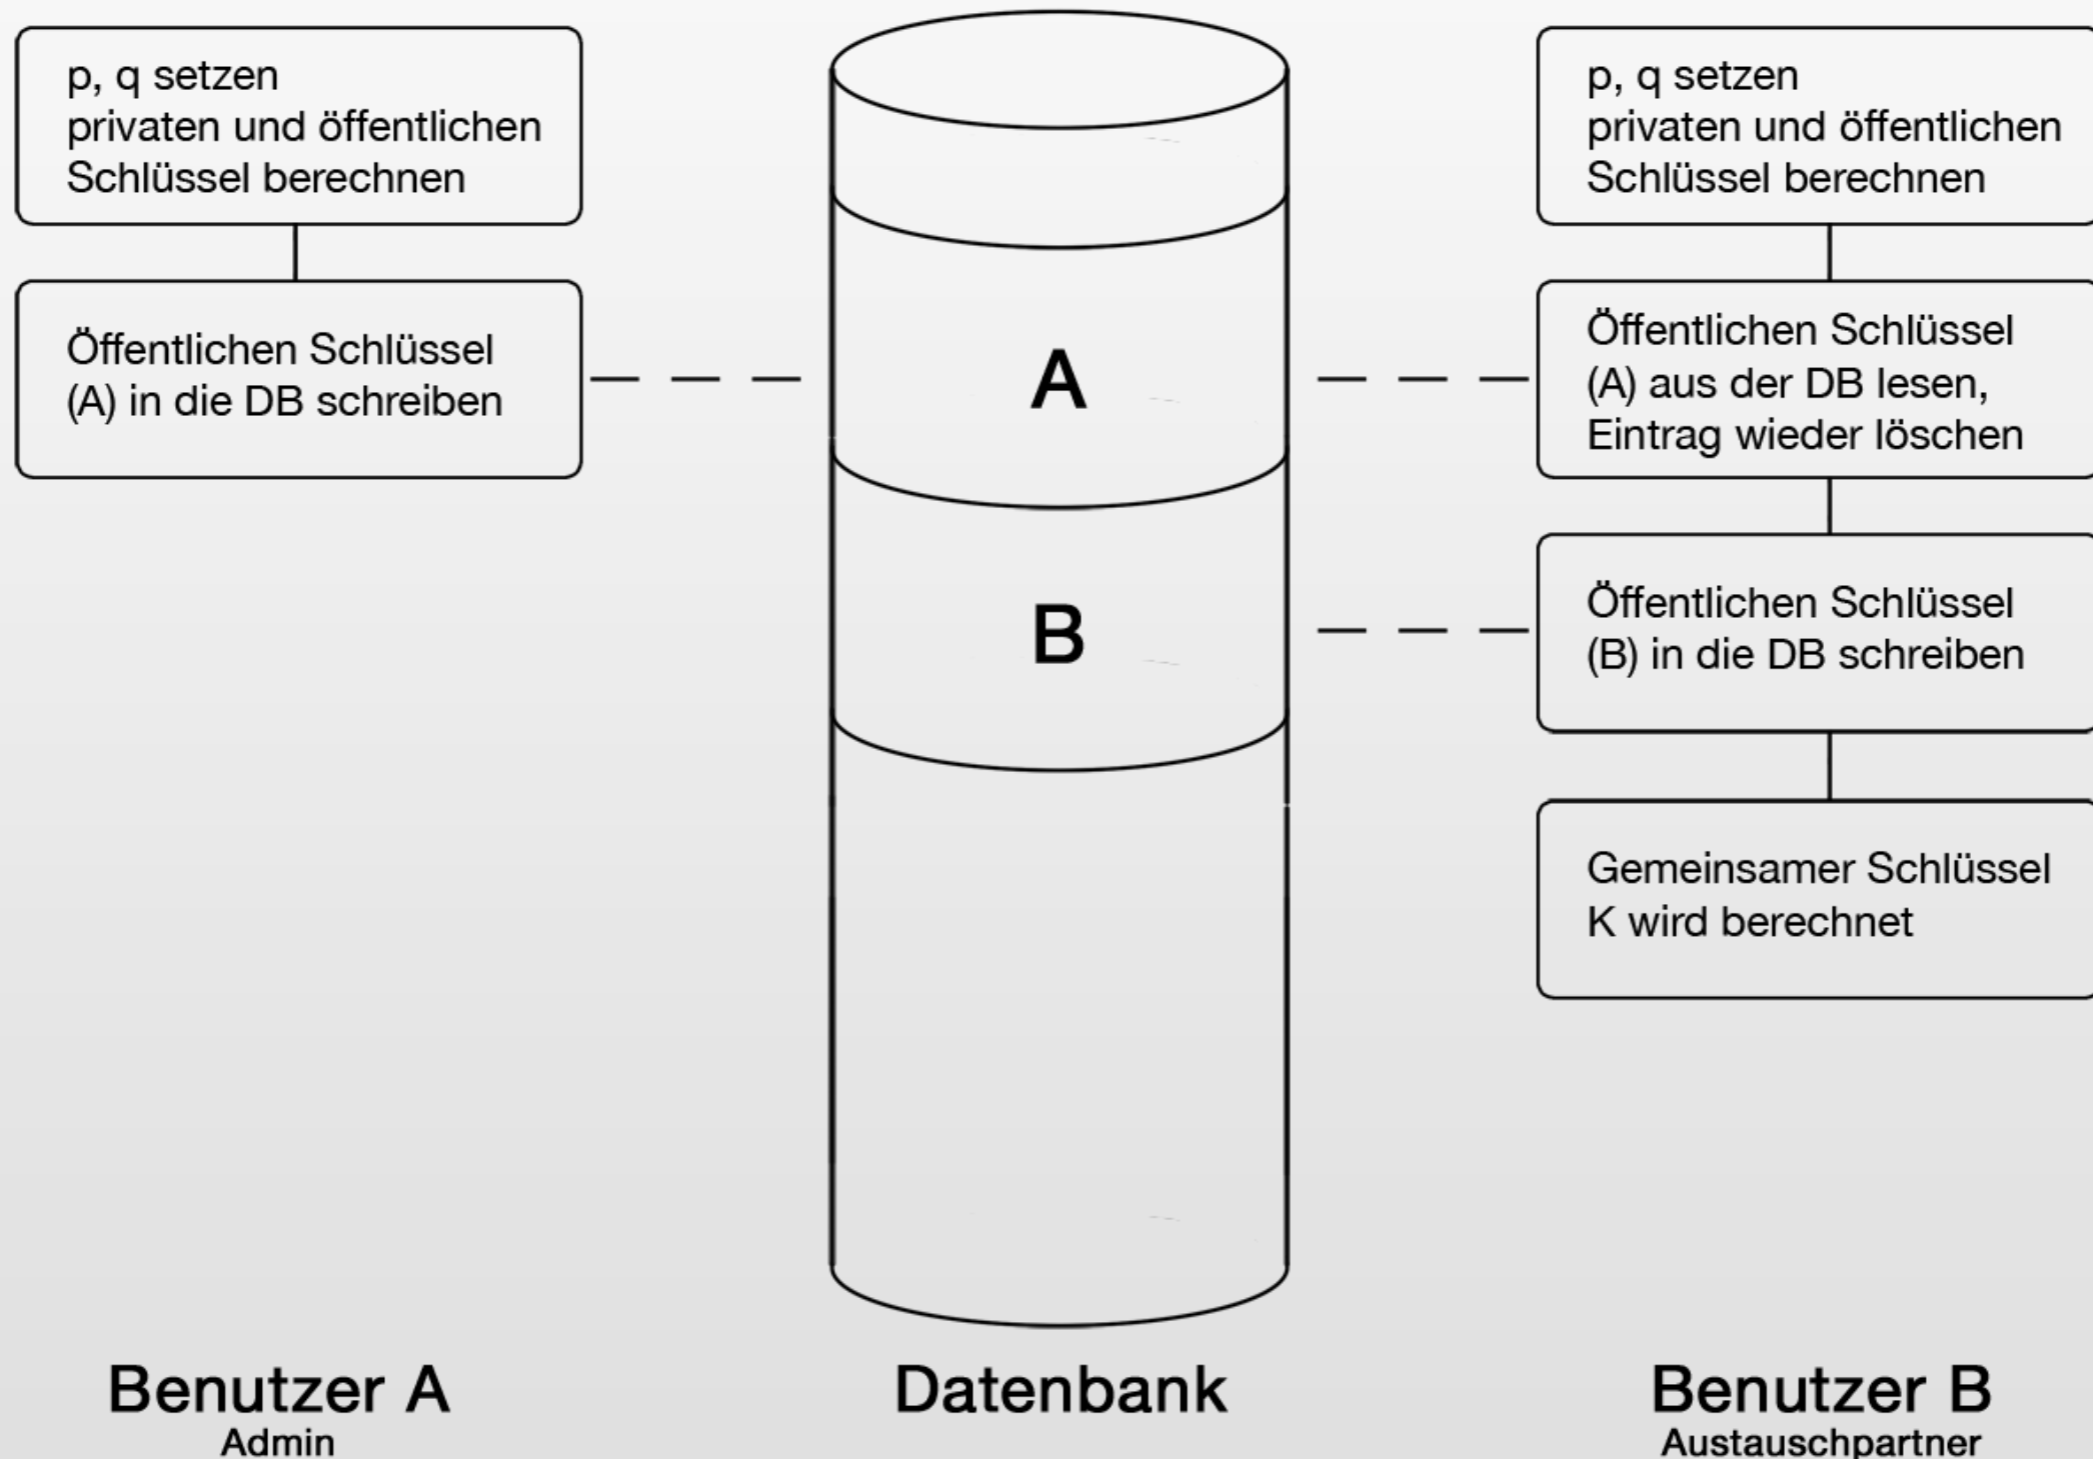 p, q setzen
privaten und öffentlichen
Schlüssel berechnen
Öffentlichen Schlüssel
(A) in die DB schreiben
A
B
p, q setzen
privaten und öffentlichen
Schlüssel berechnen
Öffentlichen Schlüssel
(A) aus der DB lesen,
Eintrag wieder löschen
Öffentlichen Schlüssel
(B) in die DB schreiben
Gemeinsamer Schlüssel
K wird berechnet
Benutzer A
Admin
Datenbank
Benutzer B
Austauschpartner